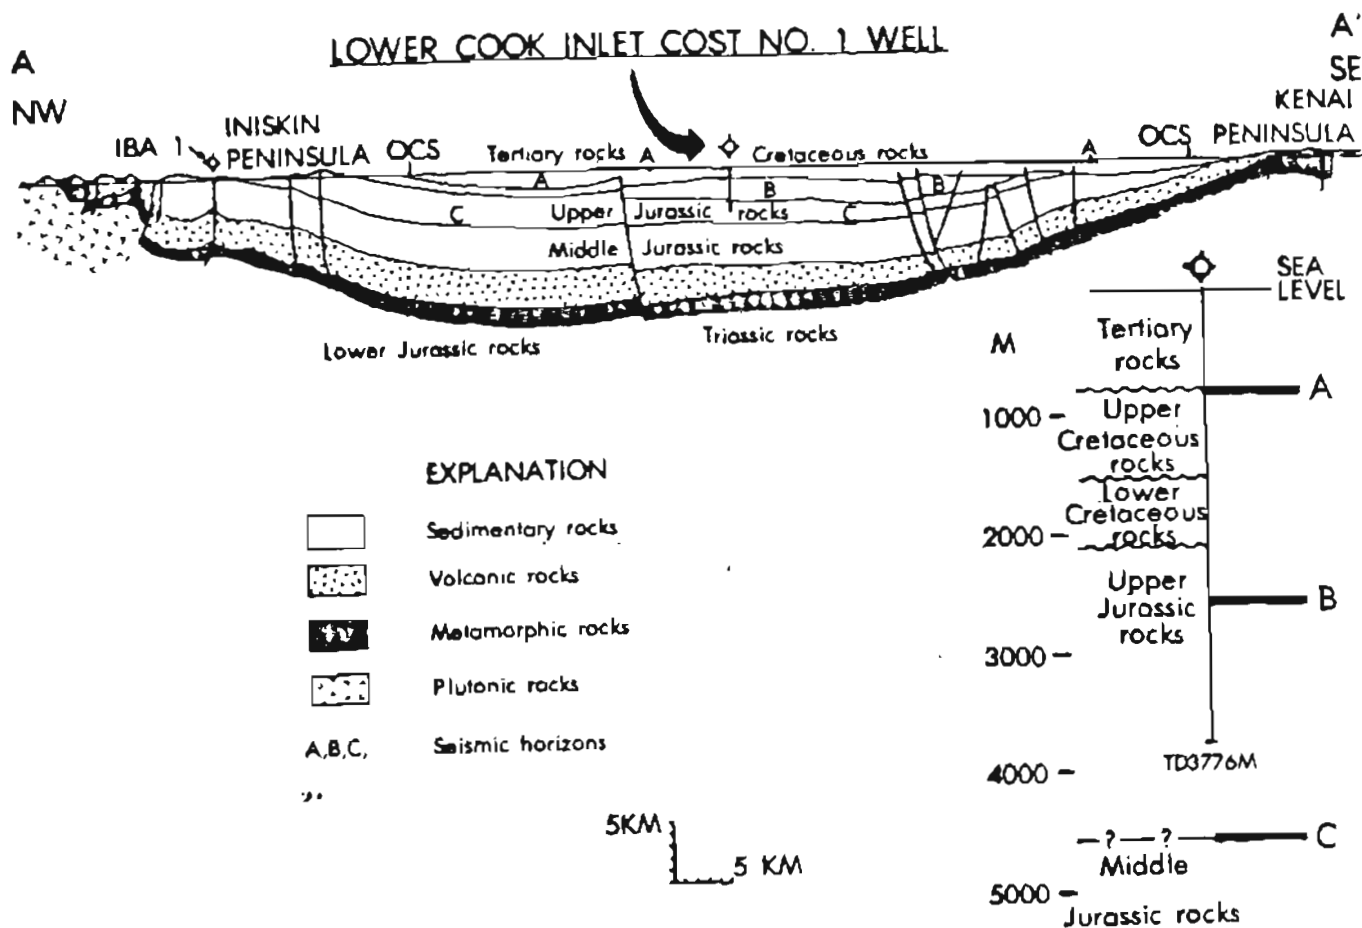 LOWER COOK INLET COST NO. 1 WELL
A
NW
A'
SE
IBA 1
INISKIN
PENINSULA
OCS
Tertiary rocks
A
Cretaceous rocks
A
OCS
KENAI
PENINSULA
A
B
B
C
Upper Jurassic rocks
C
Middle Jurassic rocks
Lower Jurassic rocks
Triassic rocks
SEA
LEVEL
M
Tertiary
rocks
A
1000
Upper
Cretaceous
rocks
Lower
Cretaceous
rocks
2000
Upper
Jurassic
rocks
B
3000
TD3776M
4000
? ?
C
Middle
5000
Jurassic rocks
EXPLANATION
Sedimentary rocks
Volcanic rocks
Metamorphic rocks
Plutonic rocks
A,B,C, Seismic horizons
5KM
5 KM